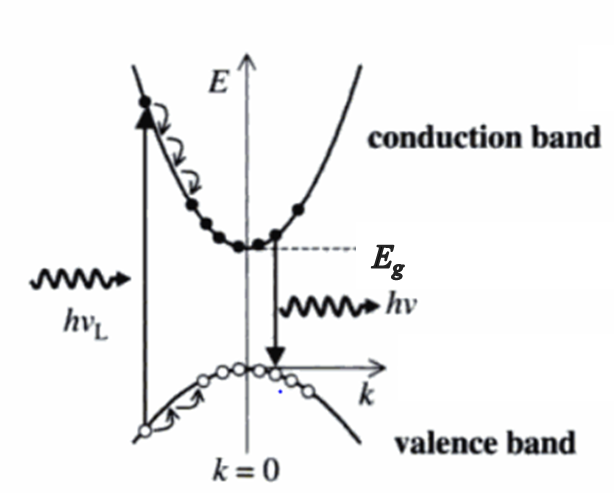 E
conduction band
E_g
hν_L
hν
k
valence band
k = 0